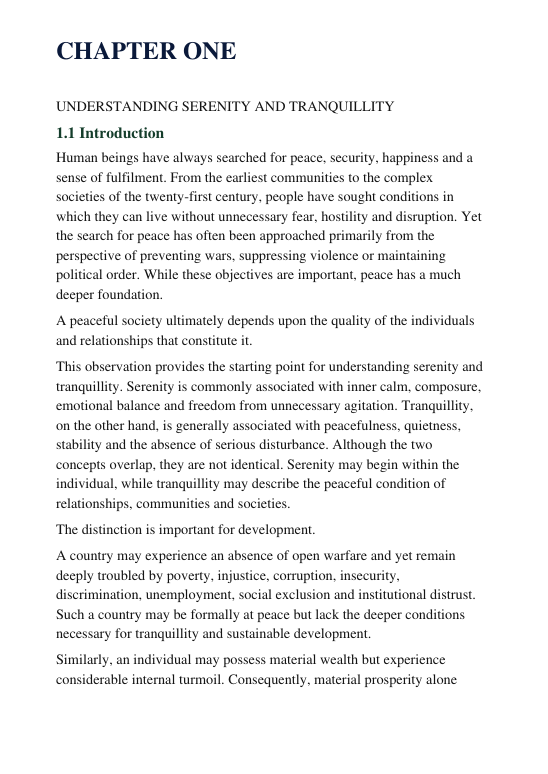 CHAPTER ONE
UNDERSTANDING SERENITY AND TRANQUILLITY
1.1 Introduction
Human beings have always searched for peace, security, happiness and a
sense of fulfilment. From the earliest communities to the complex
societies of the twenty-first century, people have sought conditions in
which they can live without unnecessary fear, hostility and disruption. Yet
the search for peace has often been approached primarily from the
perspective of preventing wars, suppressing violence or maintaining
political order. While these objectives are important, peace has a much
deeper foundation.
A peaceful society ultimately depends upon the quality of the individuals
and relationships that constitute it.
This observation provides the starting point for understanding serenity and
tranquillity. Serenity is commonly associated with inner calm, composure,
emotional balance and freedom from unnecessary agitation. Tranquillity,
on the other hand, is generally associated with peacefulness, quietness,
stability and the absence of serious disturbance. Although the two
concepts overlap, they are not identical. Serenity may begin within the
individual, while tranquillity may describe the peaceful condition of
relationships, communities and societies.
The distinction is important for development.
A country may experience an absence of open warfare and yet remain
deeply troubled by poverty, injustice, corruption, insecurity,
discrimination, unemployment, social exclusion and institutional distrust.
Such a country may be formally at peace but lack the deeper conditions
necessary for tranquillity and sustainable development.
Similarly, an individual may possess material wealth but experience
considerable internal turmoil. Consequently, material prosperity alone